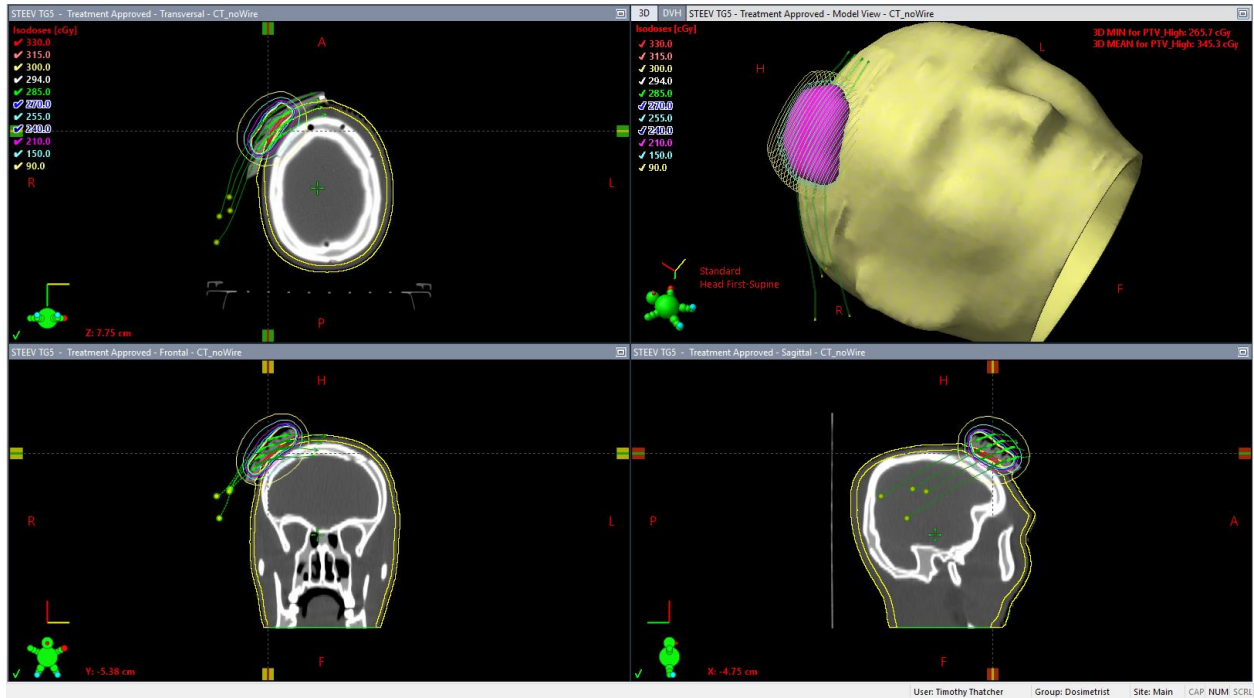 STEEV TG5 - Treatment Approved - Transversal - CT_noWire
Isodoses [cGy]
330.0
315.0
300.0
294.0
285.0
270.0
255.0
240.0
210.0
150.0
90.0
A
R
L
P
Z: 7.75 cm
3D DVH STEEV TG5 - Treatment Approved - Model View - CT_noWire
Isodoses [cGy]
330.0
315.0
300.0
294.0
285.0
270.0
255.0
240.0
210.0
150.0
90.0
3D MIN for PTV_High: 265.7 cGy
3D MEAN for PTV_High: 345.3 cGy
L
H
F
R
Standard
Head First-Supine
STEEV TG5 - Treatment Approved - Frontal - CT_noWire
H
R
L
F
Y: -5.38 cm
STEEV TG5 - Treatment Approved - Sagittal - CT_noWire
H
P
A
F
X: -4.75 cm
User: Timothy Thatcher Group: Dosimetrist Site: Main CAP NUM SCRL